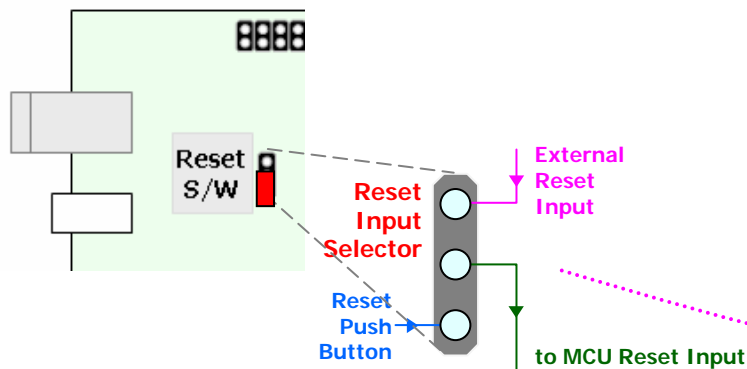 Reset
S/W
Reset
Input
Selector
External
Reset
Input
Reset
Push
Button
to MCU Reset Input